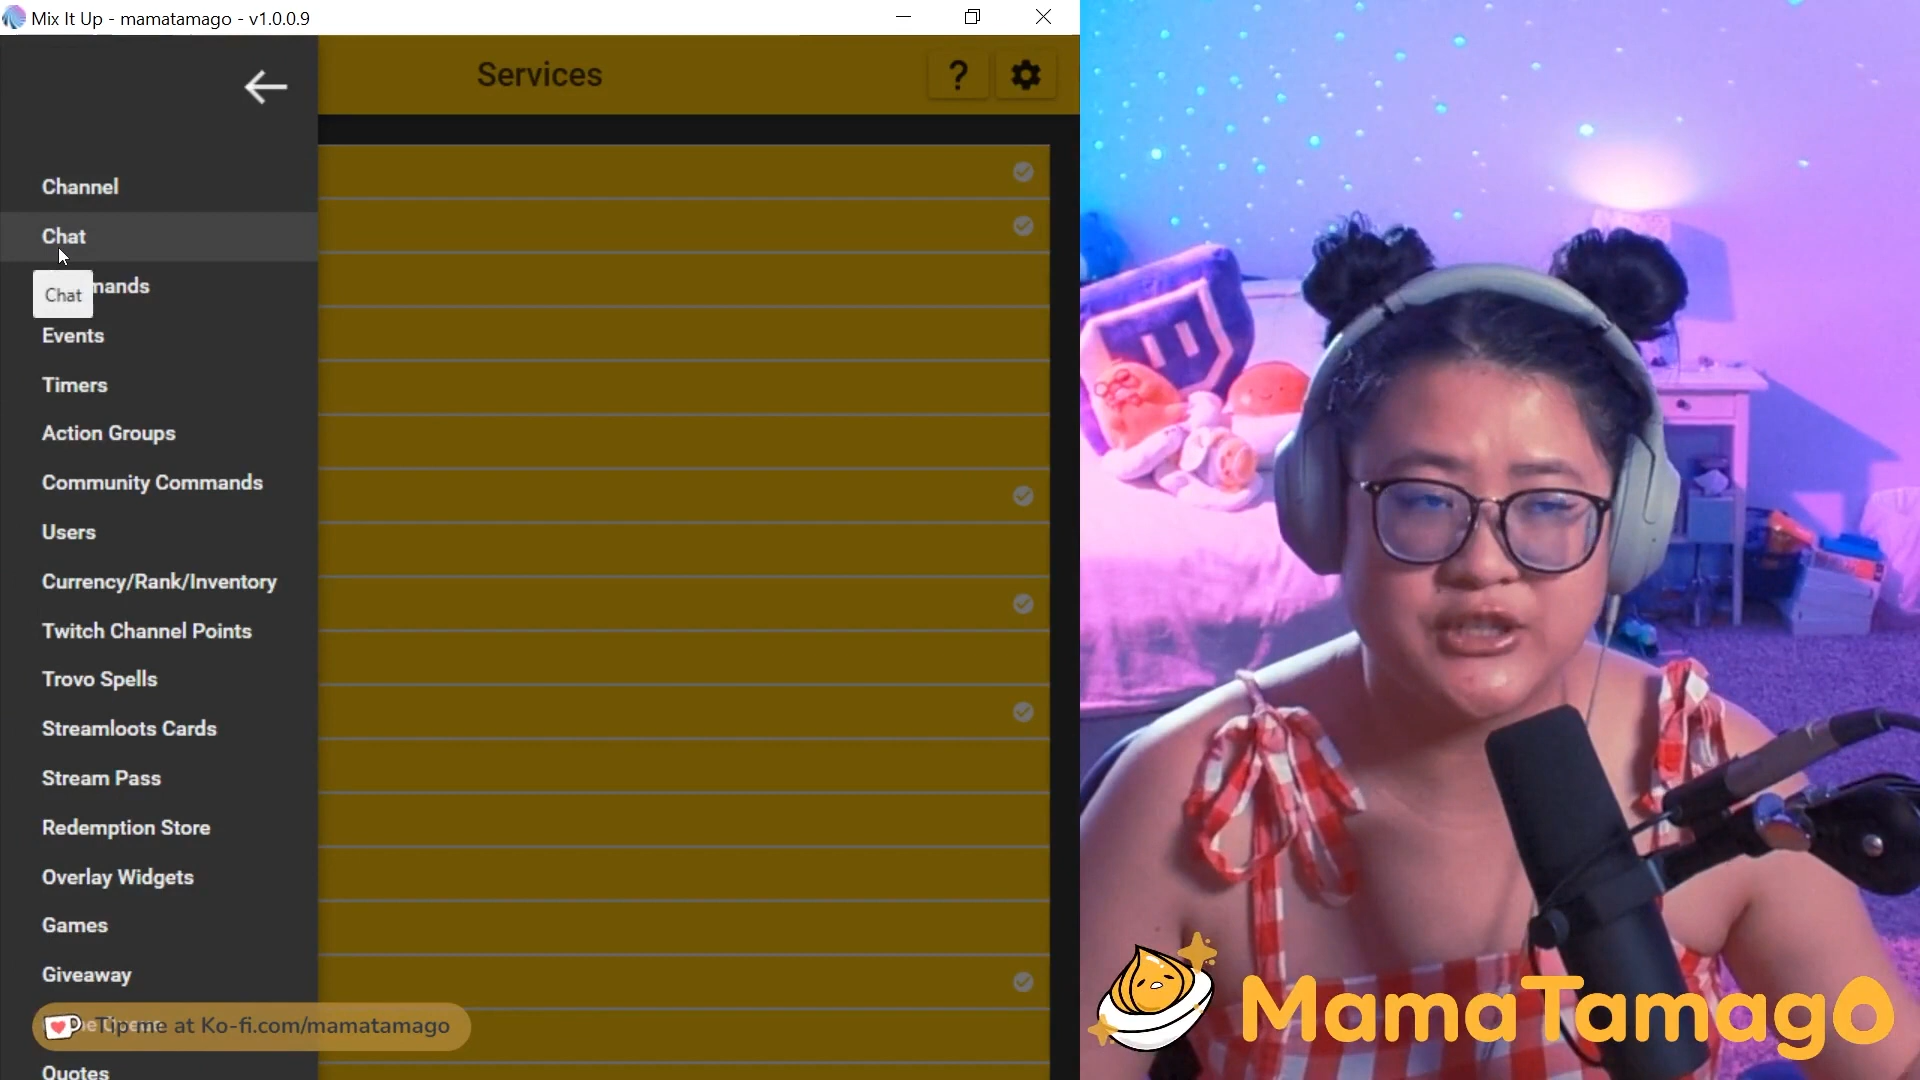 Mix It Up - mamatamago - v1.0.0.9
Services
?
Channel
Chat
Chat
Events
Timers
Action Groups
Community Commands
Users
Currency/Rank/Inventory
Twitch Channel Points
Trovo Spells
Streamloots Cards
Stream Pass
Redemption Store
Overlay Widgets
Games
Giveaway
Tip me at Ko-fi.com/mamatamago
Quotes
MamaTamagO